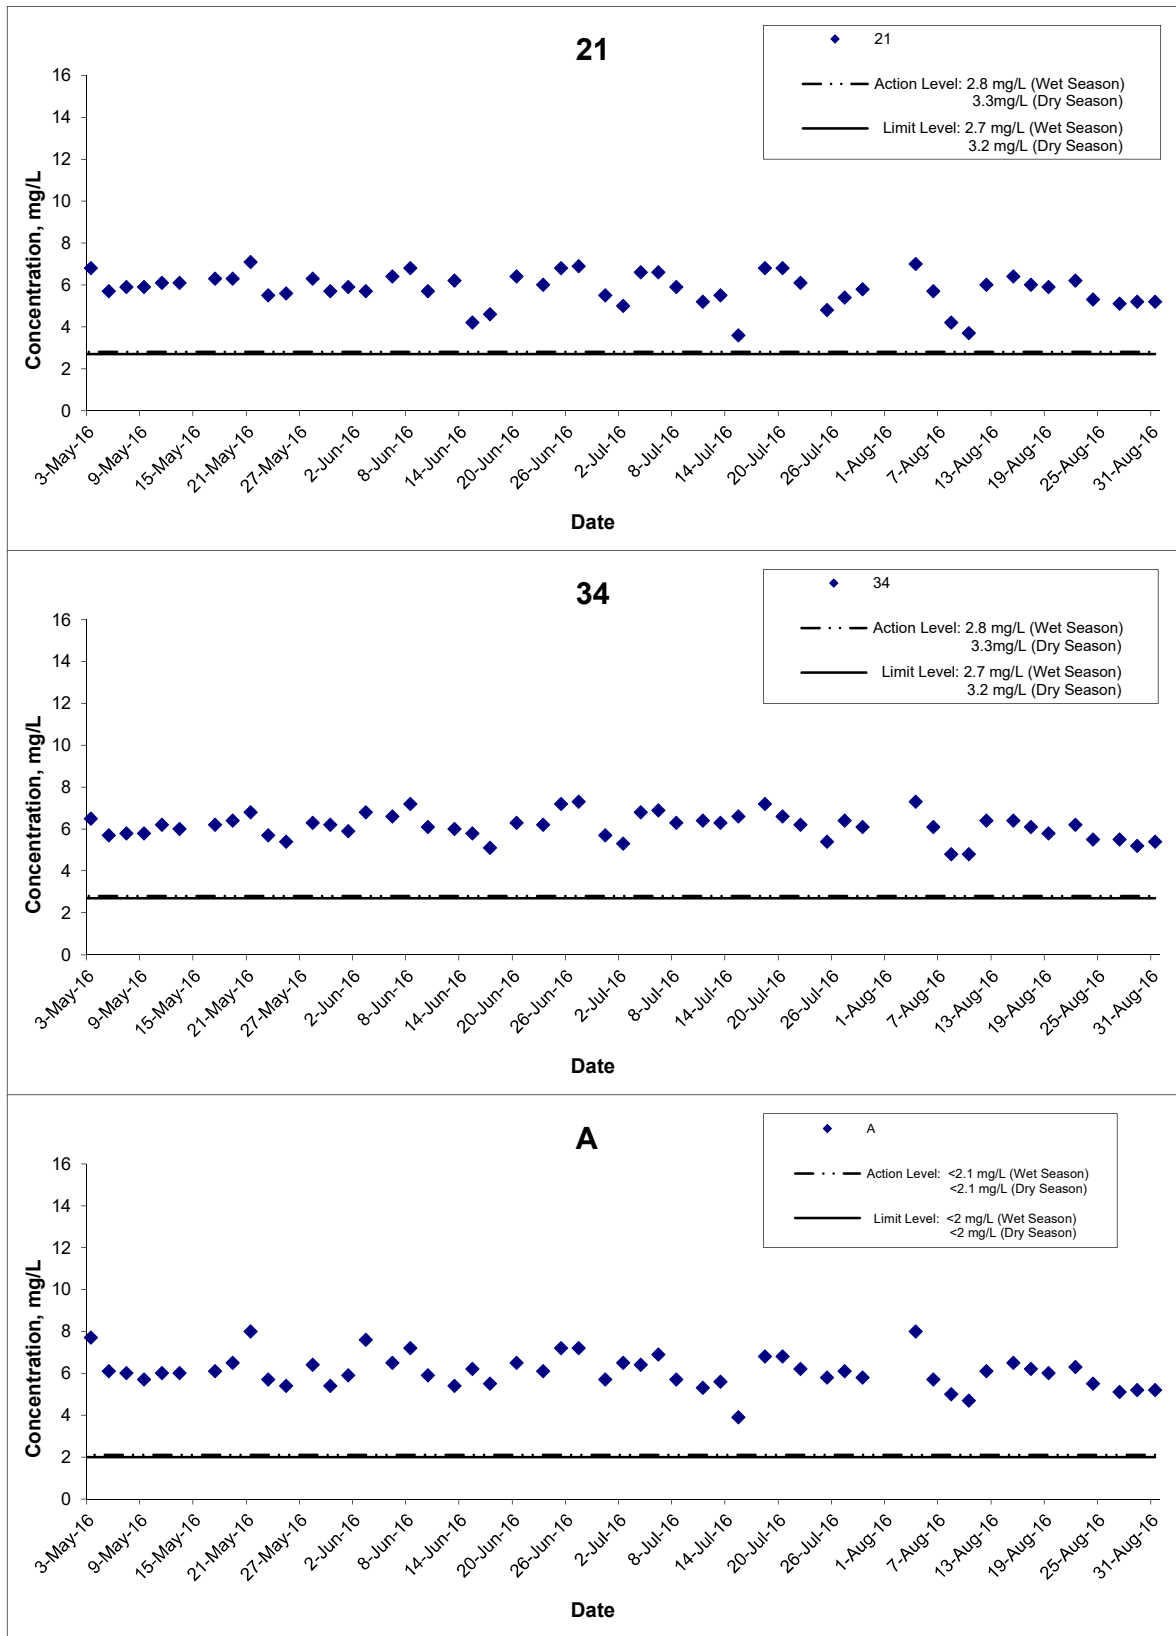 21
21
Action Level: 2.8 mg/L (Wet Season)
3.3mg/L (Dry Season)
Limit Level: 2.7 mg/L (Wet Season)
3.2 mg/L (Dry Season)
Concentration, mg/L
16
14
12
10
8
6
4
2
0
3-May-16
9-May-16
15-May-16
21-May-16
27-May-16
2-Jun-16
8-Jun-16
14-Jun-16
20-Jun-16
26-Jun-16
2-Jul-16
8-Jul-16
14-Jul-16
20-Jul-16
26-Jul-16
1-Aug-16
7-Aug-16
13-Aug-16
19-Aug-16
25-Aug-16
31-Aug-16
Date
34
34
Action Level: 2.8 mg/L (Wet Season)
3.3mg/L (Dry Season)
Limit Level: 2.7 mg/L (Wet Season)
3.2 mg/L (Dry Season)
Concentration, mg/L
16
14
12
10
8
6
4
2
0
3-May-16
9-May-16
15-May-16
21-May-16
27-May-16
2-Jun-16
8-Jun-16
14-Jun-16
20-Jun-16
26-Jun-16
2-Jul-16
8-Jul-16
14-Jul-16
20-Jul-16
26-Jul-16
1-Aug-16
7-Aug-16
13-Aug-16
19-Aug-16
25-Aug-16
31-Aug-16
Date
A
A
Action Level: <2.1 mg/L (Wet Season)
<2.1 mg/L (Dry Season)
Limit Level: <2 mg/L (Wet Season)
<2 mg/L (Dry Season)
Concentration, mg/L
16
14
12
10
8
6
4
2
0
3-May-16
9-May-16
15-May-16
21-May-16
27-May-16
2-Jun-16
8-Jun-16
14-Jun-16
20-Jun-16
26-Jun-16
2-Jul-16
8-Jul-16
14-Jul-16
20-Jul-16
26-Jul-16
1-Aug-16
7-Aug-16
13-Aug-16
19-Aug-16
25-Aug-16
31-Aug-16
Date